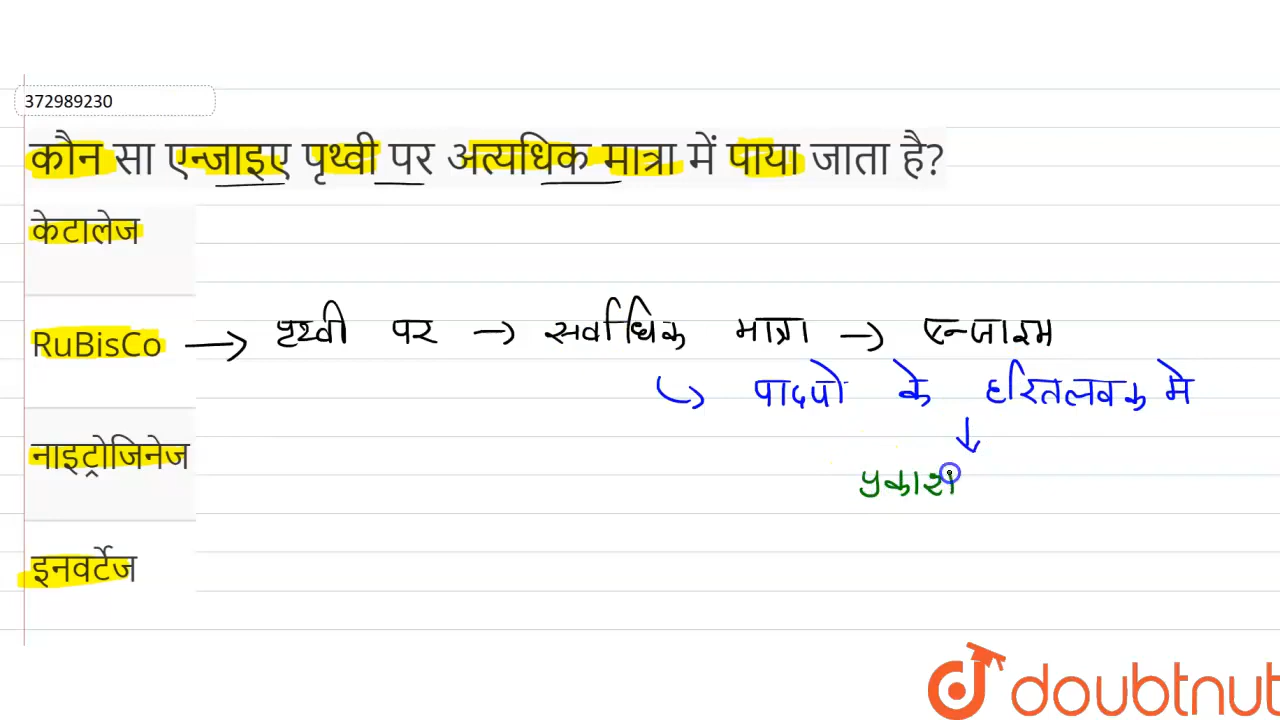 372989230
कौन सा एन्जाइए पृथ्वी पर अत्यधिक मात्रा में पाया जाता है?
केटालेज
RuBisCo → पृथ्वी पर → सर्वाधिक मात्रा → एन्जाइम
↳ पादपो के हरितलवक मे
↓
प्रकाश
नाइट्रोजिनेज
इनवर्टेज
doubtnut